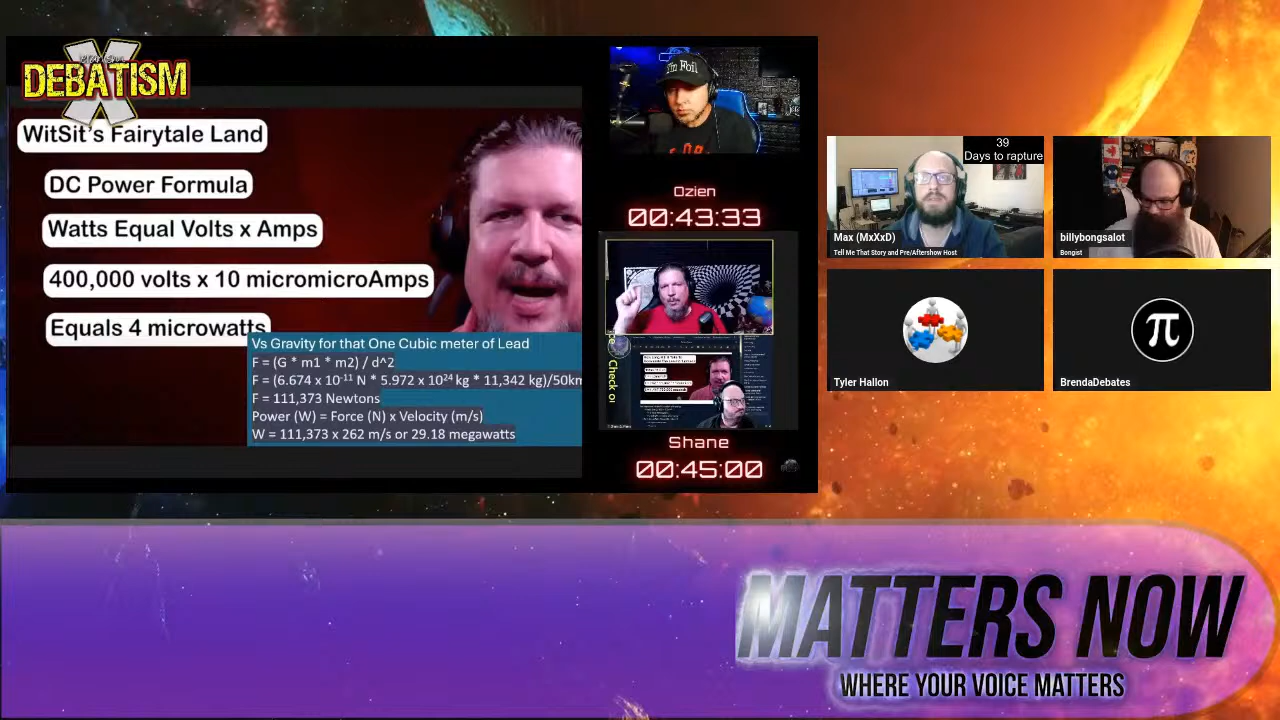 DEBATISM
WitSit's Fairytale Land
DC Power Formula
Watts Equal Volts x Amps
400,000 volts x 10 micromicroAmps
Equals 4 microwatts
Vs Gravity for that One Cubic meter of Lead
F = (G * m1 * m2) / d^2
F = (6.674 x 10⁻¹¹ N * 5.972 x 10²⁴ kg * 11,342 kg)/50km
F = 111,373 Newtons
Power (W) = Force (N) x Velocity (m/s)
W = 111,373 x 262 m/s or 29.18 megawatts
Tin Foil
Ozien
00:43:33
Check
Shane
00:45:00
39
Days to rapture
Max (MxXxD)
Tell Me That Story and Pre/Aftershow Host
billybongsalot
Bongist
Tyler Hallon
π
BrendaDebates
MATTERS NOW
WHERE YOUR VOICE MATTERS